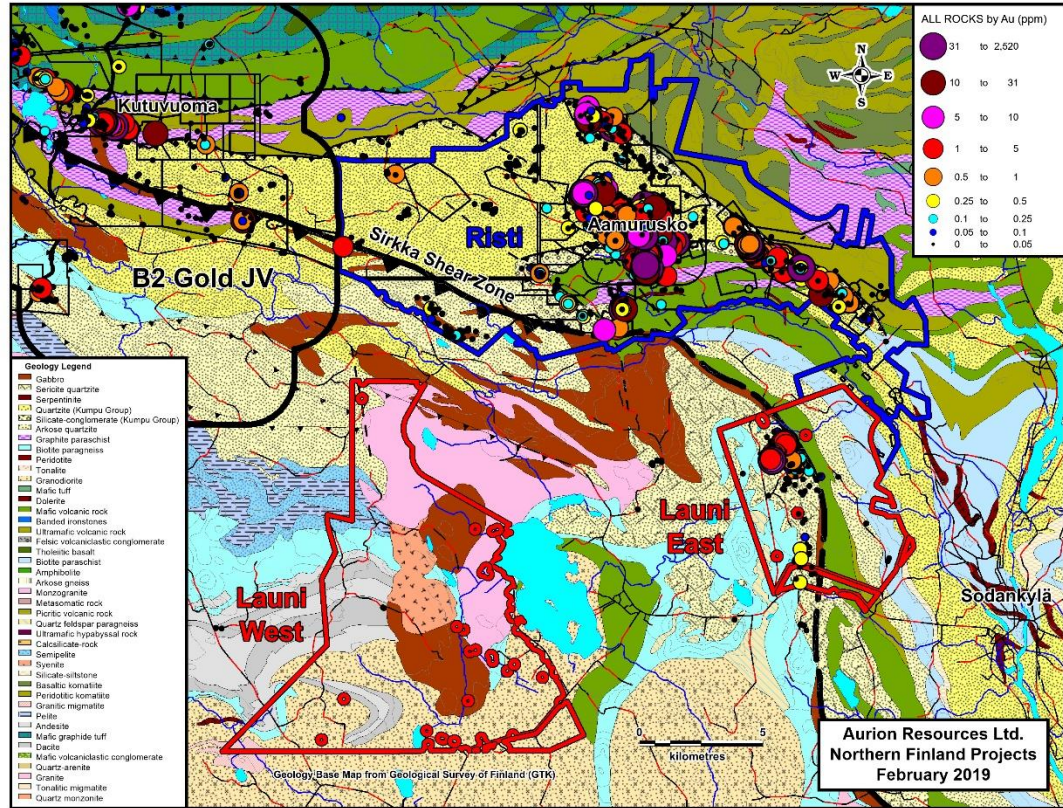 ALL ROCKS by Au (ppm)
31 to 2,520
10 to 31
5 to 10
1 to 5
0.5 to 1
0.25 to 0.5
0.1 to 0.25
0.05 to 0.1
0 to 0.05
N
W E
S
Kutuvuoma
Aamurusko
Risti
Sirkka Shear Zone
B2 Gold JV
Geology Legend
Gabbro
Sericite quartzite
Serpentinite
Quartzite (Kumpu Group)
Silicate-conglomerate (Kumpu Group)
Arkose quartzite
Graphite paraschist
Biotite paragneiss
Peridotite
Tonalite
Granodiorite
Mafic tuff
Dolerite
Mafic volcanic rock
Banded ironstones
Ultramafic volcanic rock
Felsic volcaniclastic conglomerate
Tholeiitic basalt
Biotite paraschist
Amphibolite
Arkose gneiss
Monzogranite
Metasomatic rock
Picritic volcanic rock
Quartz feldspar paragneiss
Ultramafic hypabyssal rock
Calcsilicate-rock
Semipelite
Syenite
Silicate-siltstone
Basaltic komatiite
Peridotitic komatiite
Granitic migmatite
Pelite
Andesite
Mafic graphide tuff
Dacite
Mafic volcaniclastic conglomerate
Quartz-arenite
Granite
Tonalitic migmatite
Quartz monzonite
Launi
East
Launi
West
Sodankylä
0 5
kilometres
Geology Base Map from Geological Survey of Finland (GTK)
Aurion Resources Ltd.
Northern Finland Projects
February 2019